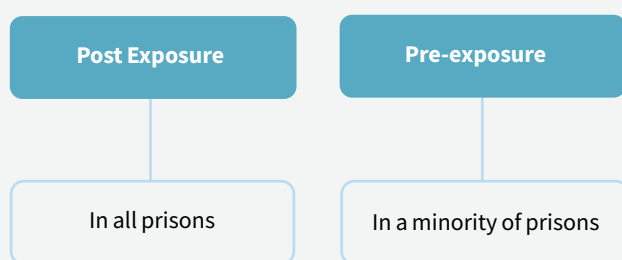 Post Exposure
Pre-exposure
In all prisons
In a minority of prisons